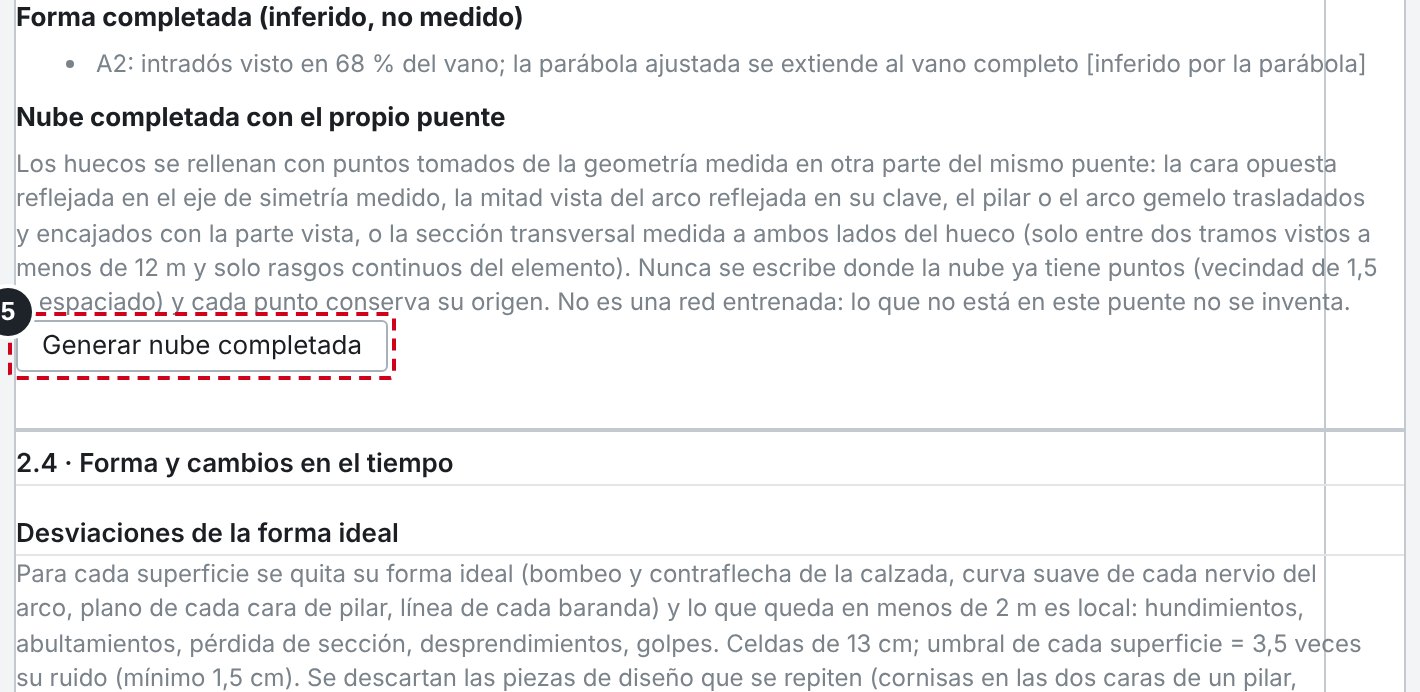 Forma completada (inferido, no medido)
• A2: intradós visto en 68 % del vano; la parábola ajustada se extiende al vano completo [inferido por la parábola]
Nube completada con el propio puente
Los huecos se rellenan con puntos tomados de la geometría medida en otra parte del mismo puente: la cara opuesta
reflejada en el eje de simetría medido, la mitad vista del arco reflejada en su clave, el pilar o el arco gemelo trasladados
y encajados con la parte vista, o la sección transversal medida a ambos lados del hueco (solo entre dos tramos vistos a
menos de 12 m y solo rasgos continuos del elemento). Nunca se escribe donde la nube ya tiene puntos (vecindad de 1,5
espaciado) y cada punto conserva su origen. No es una red entrenada: lo que no está en este puente no se inventa.
5
Generar nube completada
2.4 · Forma y cambios en el tiempo
Desviaciones de la forma ideal
Para cada superficie se quita su forma ideal (bombeo y contraflecha de la calzada, curva suave de cada nervio del
arco, plano de cada cara de pilar, línea de cada baranda) y lo que queda en menos de 2 m es local: hundimientos,
abultamientos, pérdida de sección, desprendimientos, golpes. Celdas de 13 cm; umbral de cada superficie = 3,5 veces
su ruido (mínimo 1,5 cm). Se descartan las piezas de diseño que se repiten (cornisas en las dos caras de un pilar,